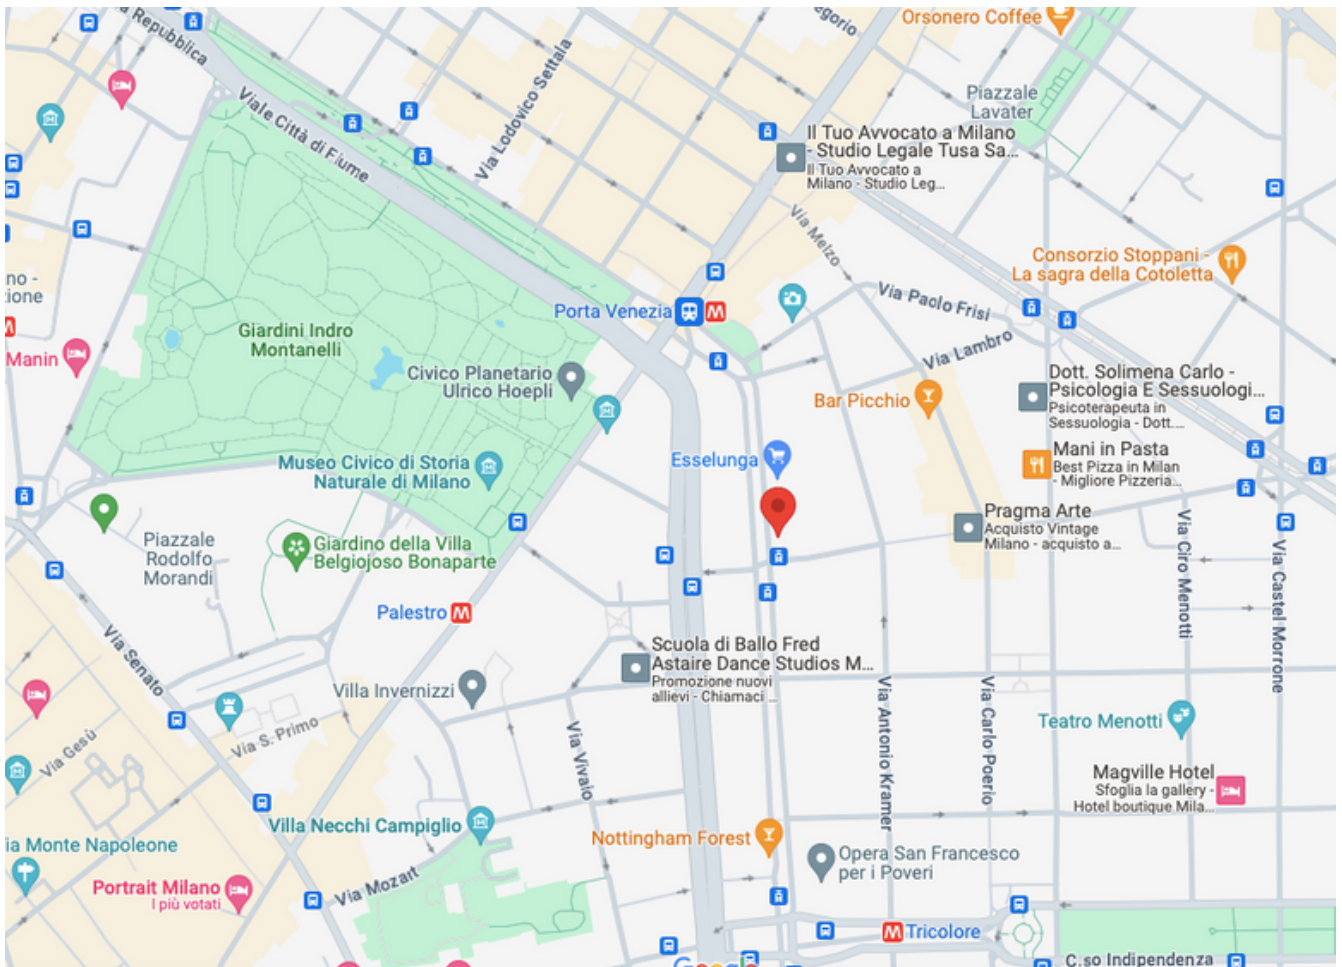 Repubblica
egorio
Orsonero Coffee
Viale Città di Fiume
Via Lodovico Settala
Piazzale
Lavater
Il Tuo Avvocato a Milano
- Studio Legale Tusa Sa...
Il Tuo Avvocato a
Milano - Studio Leg...
Via Melzo
no -
zione
Consorzio Stoppani -
La sagra della Cotoletta
Via Paolo Frisi
Porta Venezia
M
Giardini Indro
Montanelli
M
Manin
Via Lambro
Civico Planetario
Ulrico Hoepli
Bar Picchio
Dott. Solimena Carlo -
Psicologia E Sessuologi...
Psicoterapeuta in
Sessuologia - Dott....
Esselunga
Museo Civico di Storia
Naturale di Milano
Mani in Pasta
Best Pizza in Milan
- Migliore Pizzeria...
Pragma Arte
Acquisto Vintage
Milano - acquisto a...
Piazzale
Rodolfo
Morandi
Giardino della Villa
Belgiojoso Bonaparte
Via Ciro Menotti
Via Castel Morrone
Palestro
M
Via Senato
Scuola di Ballo Fred
Astaire Dance Studios M...
Promozione nuovi
allievi - Chiamaci ...
Villa Invernizzi
Via Antonio Kramer
Via Carlo Poerio
Teatro Menotti
Via Gesù
Via S. Primo
Via Vivaio
Magville Hotel
Sfoglia la gallery -
Hotel boutique Mila...
Villa Necchi Campiglio
Nottingham Forest
ia Monte Napoleone
Opera San Francesco
per i Poveri
Portrait Milano
I più votati
Via Mozart
M
Tricolore
C.so Indipendenza